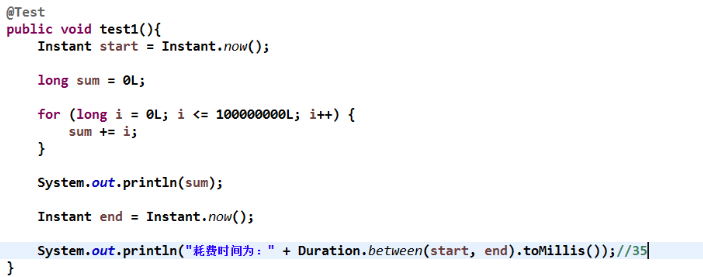 @Test
public void test1(){
Instant start = Instant.now();
long sum = 0L;
for (long i = 0L; i <= 100000000L; i++) {
sum += i;
}
System.out.println(sum);
Instant end = Instant.now();
System.out.println("耗费时间为：" + Duration.between(start, end).toMillis());//35
}